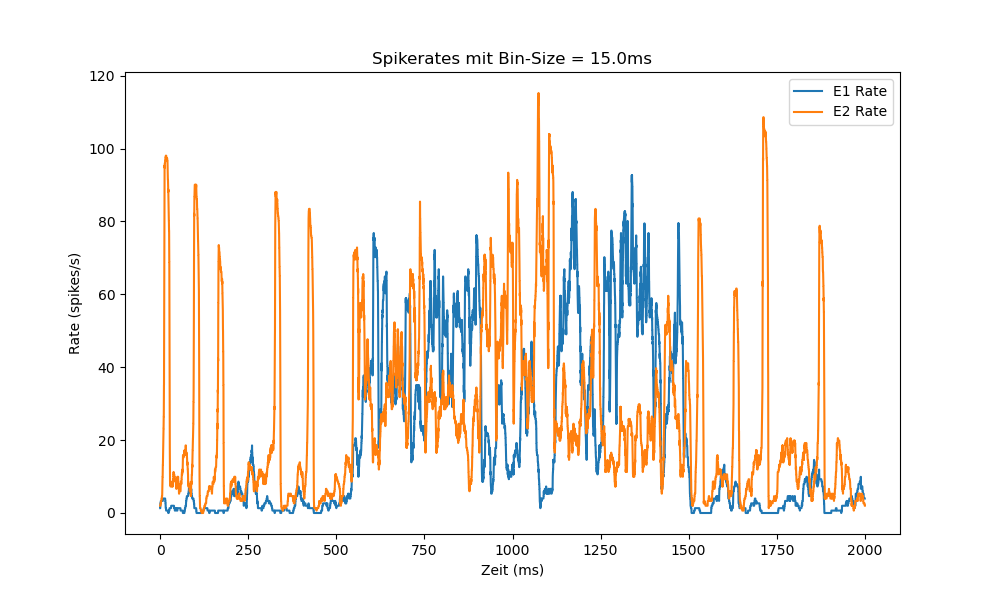 Spikerates mit Bin-Size = 15.0ms
E1 Rate
E2 Rate
120
100
80
60
40
20
0
Rate (spikes/s)
0 250 500 750 1000 1250 1500 1750 2000
Zeit (ms)